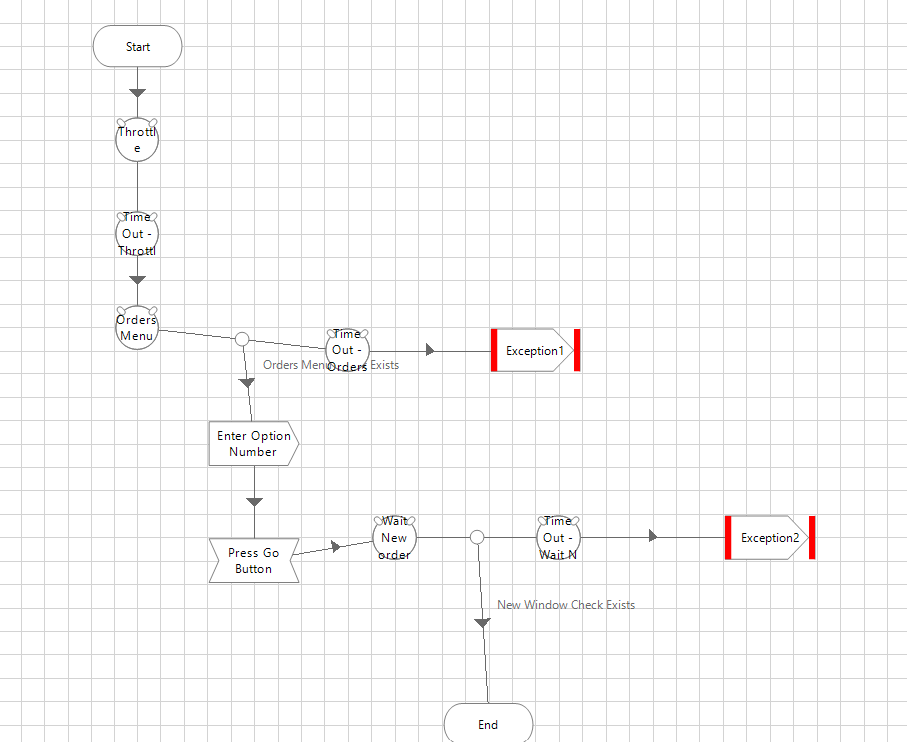 Start
Throttl
e
Time
Out -
Throttl
Orders
Menu
Time
Out -
Orders
Exception1
Orders Menu Exists
Enter Option
Number
Wait
New
order
Time
Out -
Wait N
Exception2
Press Go
Button
New Window Check Exists
End